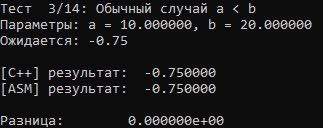 Тест  3/14: Обычный случай a < b
Параметры: a = 10.000000, b = 20.000000
Ожидается: -0.75
[C++] результат:  -0.750000
[ASM] результат:  -0.750000
Разница:        0.000000e+00